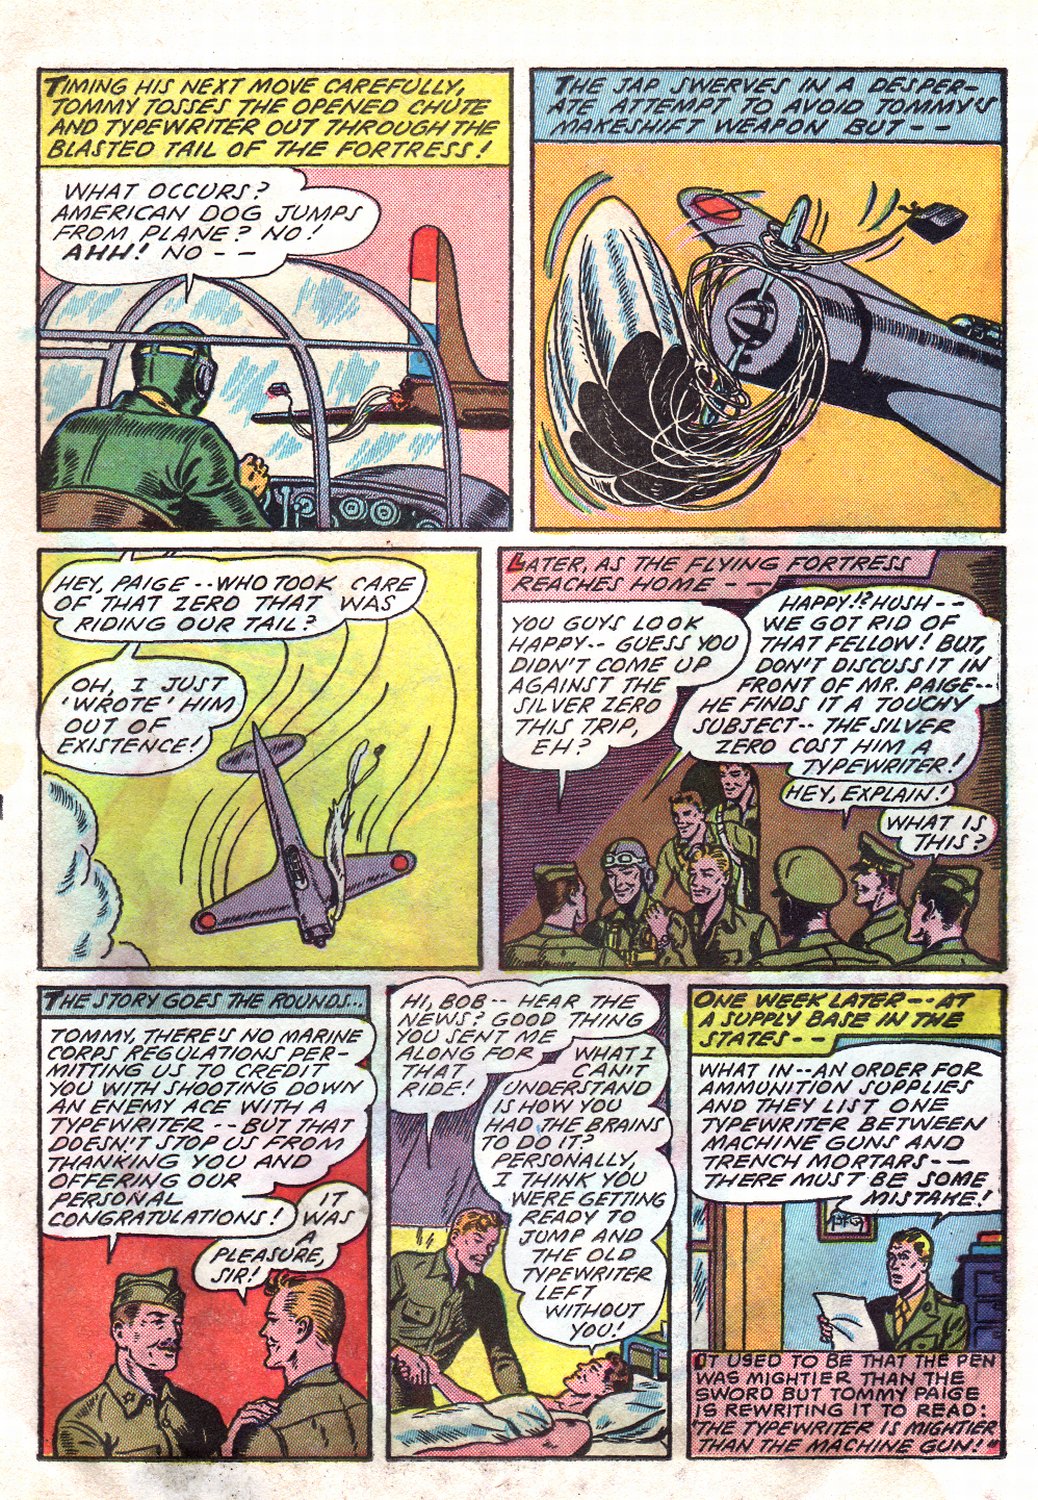 TIMING HIS NEXT MOVE CAREFULLY,
TOMMY TOSSES THE OPENED CHUTE
AND TYPEWRITER OUT THROUGH THE
BLASTED TAIL OF THE FORTRESS!
WHAT OCCURS?
AMERICAN DOG JUMPS
FROM PLANE? NO!
AHH! NO --
THE JAP SWERVES IN A DESPER-
ATE ATTEMPT TO AVOID TOMMY'S
MAKESHIFT WEAPON BUT --
HEY, PAIGE -- WHO TOOK CARE
OF THAT ZERO THAT WAS
RIDING OUR TAIL?
OH, I JUST
'WROTE' HIM
OUT OF
EXISTENCE!
LATER, AS THE FLYING FORTRESS
REACHES HOME --
YOU GUYS LOOK
HAPPY-- GUESS YOU
DIDN'T COME UP
AGAINST THE
SILVER ZERO
THIS TRIP,
EH?
HAPPY!? HUSH--
WE GOT RID OF
THAT FELLOW! BUT,
DON'T DISCUSS IT IN
FRONT OF MR. PAIGE--
HE FINDS IT A TOUCHY
SUBJECT-- THE SILVER
ZERO COST HIM A
TYPEWRITER!
HEY, EXPLAIN!
WHAT IS
THIS?
THE STORY GOES THE ROUNDS...
TOMMY, THERE'S NO MARINE
CORPS REGULATIONS PER-
MITTING US TO CREDIT
YOU WITH SHOOTING DOWN
AN ENEMY ACE WITH A
TYPEWRITER -- BUT THAT
DOESN'T STOP US FROM
THANKING YOU AND
OFFERING OUR
PERSONAL
CONGRATULATIONS!
IT
WAS
A
PLEASURE,
SIR!
HI, BOB-- HEAR THE
NEWS? GOOD THING
YOU SENT ME
ALONG FOR
THAT
RIDE!
WHAT I
CAN'T
UNDERSTAND
IS HOW YOU
HAD THE BRAINS
TO DO IT?
PERSONALLY,
I THINK YOU
WERE GETTING
READY TO
JUMP AND
THE OLD
TYPEWRITER
LEFT
WITHOUT
YOU!
ONE WEEK LATER--AT
A SUPPLY BASE IN THE
STATES--
WHAT IN--AN ORDER FOR
AMMUNITION SUPPLIES
AND THEY LIST ONE
TYPEWRITER BETWEEN
MACHINE GUNS AND
TRENCH MORTARS--
THERE MUST BE SOME
MISTAKE!
IT USED TO BE THAT THE PEN
WAS MIGHTIER THAN THE
SWORD BUT TOMMY PAIGE
IS REWRITING IT TO READ:
"THE TYPEWRITER IS MIGHTIER
THAN THE MACHINE GUN!"